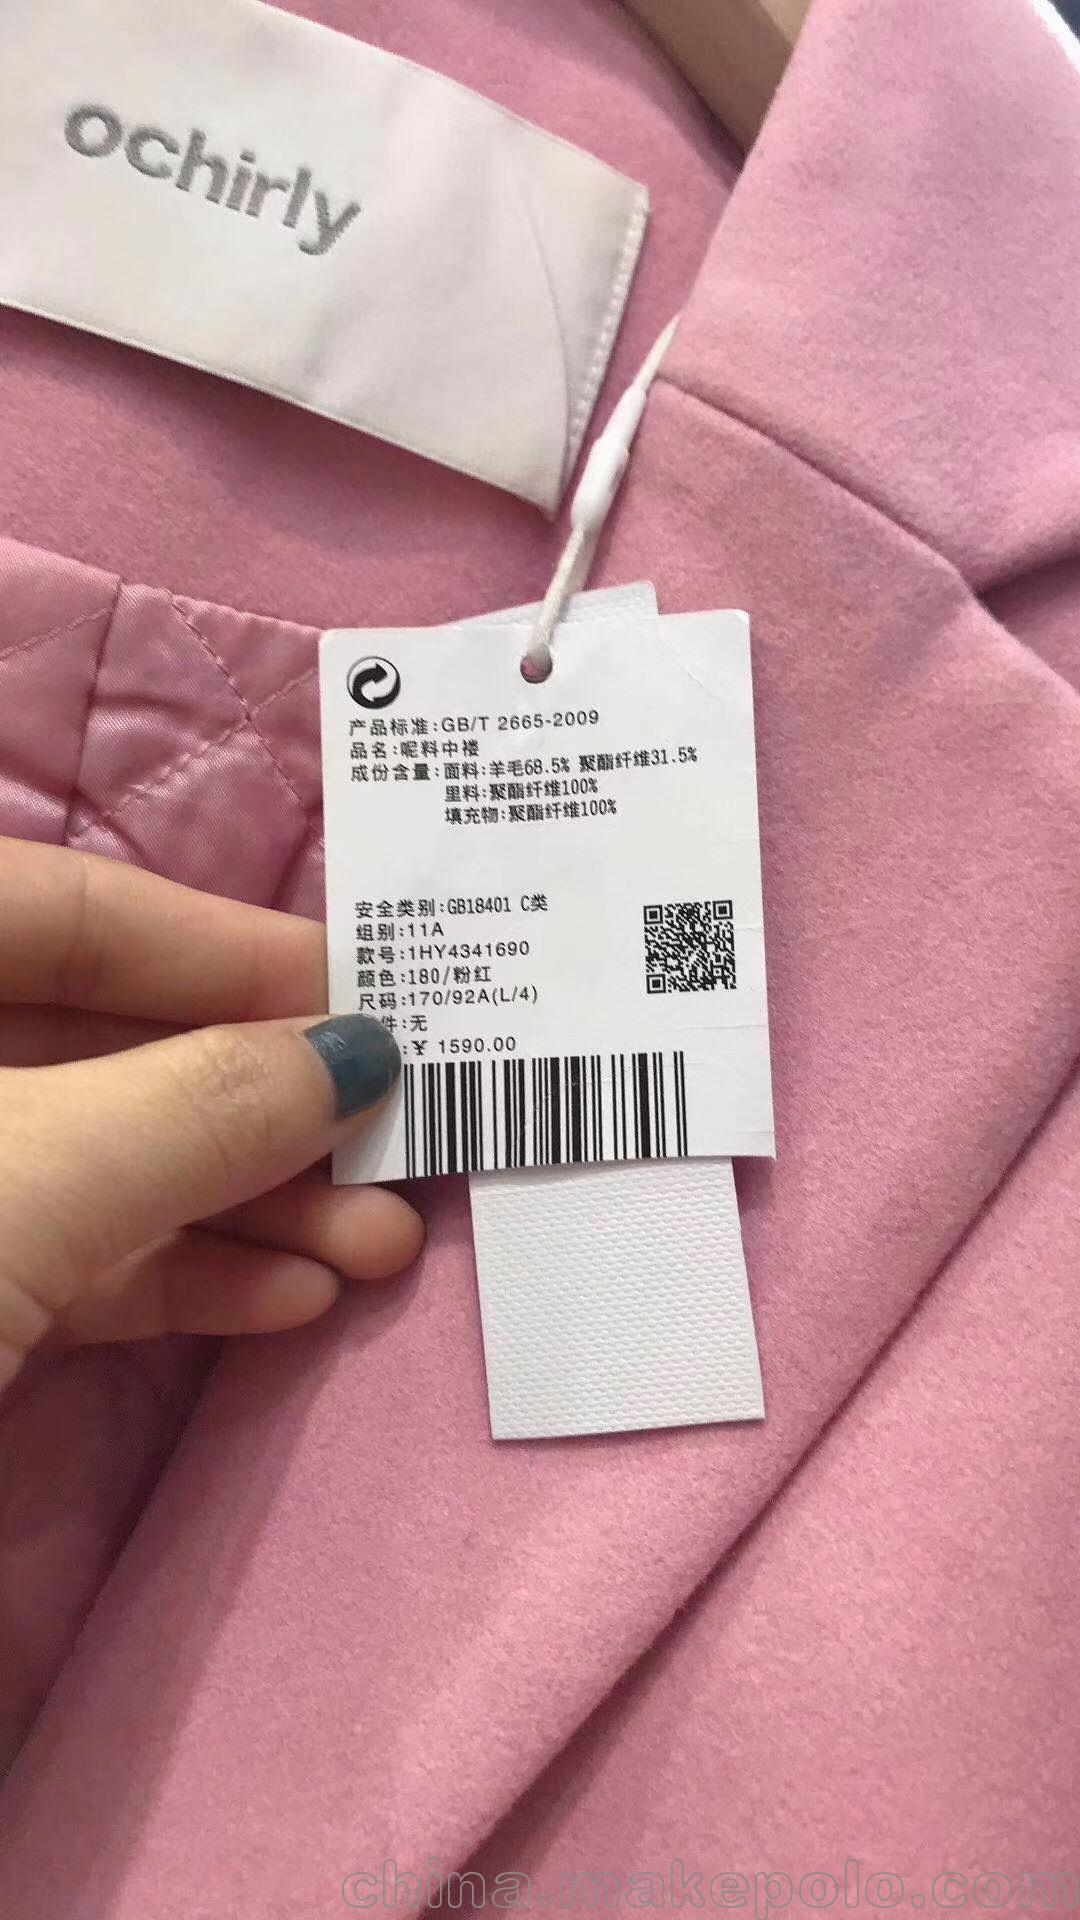 ochirly
产品标准:GB/T 2665-2009
品名:呢料中褛
成份含量:面料:羊毛68.5% 聚酯纤维31.5%
里料:聚酯纤维100%
填充物:聚酯纤维100%
安全类别:GB18401 C类
组别:11A
款号:1HY4341690
颜色:180/粉红
尺码:170/92A(L/4)
件:无
:¥ 1590.00
china.makepolo.com